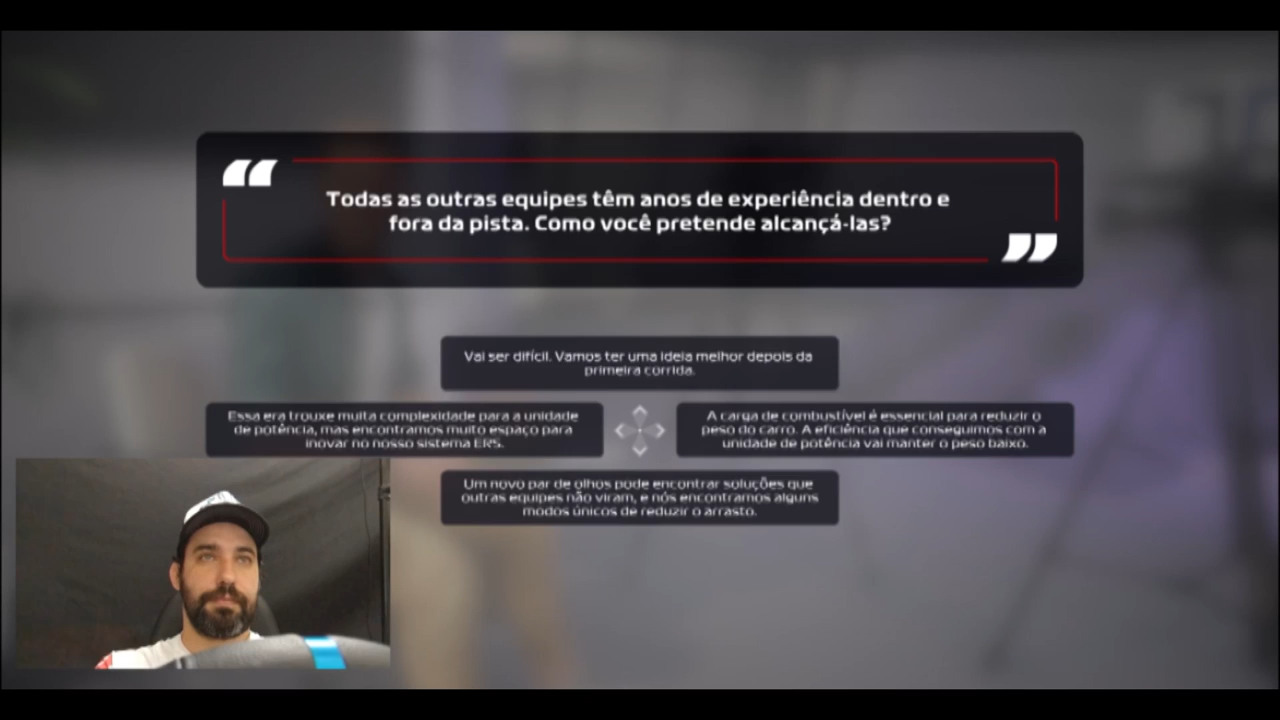 Todas as outras equipes têm anos de experiência dentro e
fora da pista. Como você pretende alcançá-las?
Vai ser difícil. Vamos ter uma ideia melhor depois da
primeira corrida.
Essa era trouxe muita complexidade para a unidade
de potência, mas encontramos muito espaço para
inovar no nosso sistema ERS.
A carga de combustível é essencial para reduzir o
peso do carro. A eficiência que conseguimos com a
unidade de potência vai manter o peso baixo.
Um novo par de olhos pode encontrar soluções que
outras equipes não viram, e nós encontramos alguns
modos únicos de reduzir o arrasto.